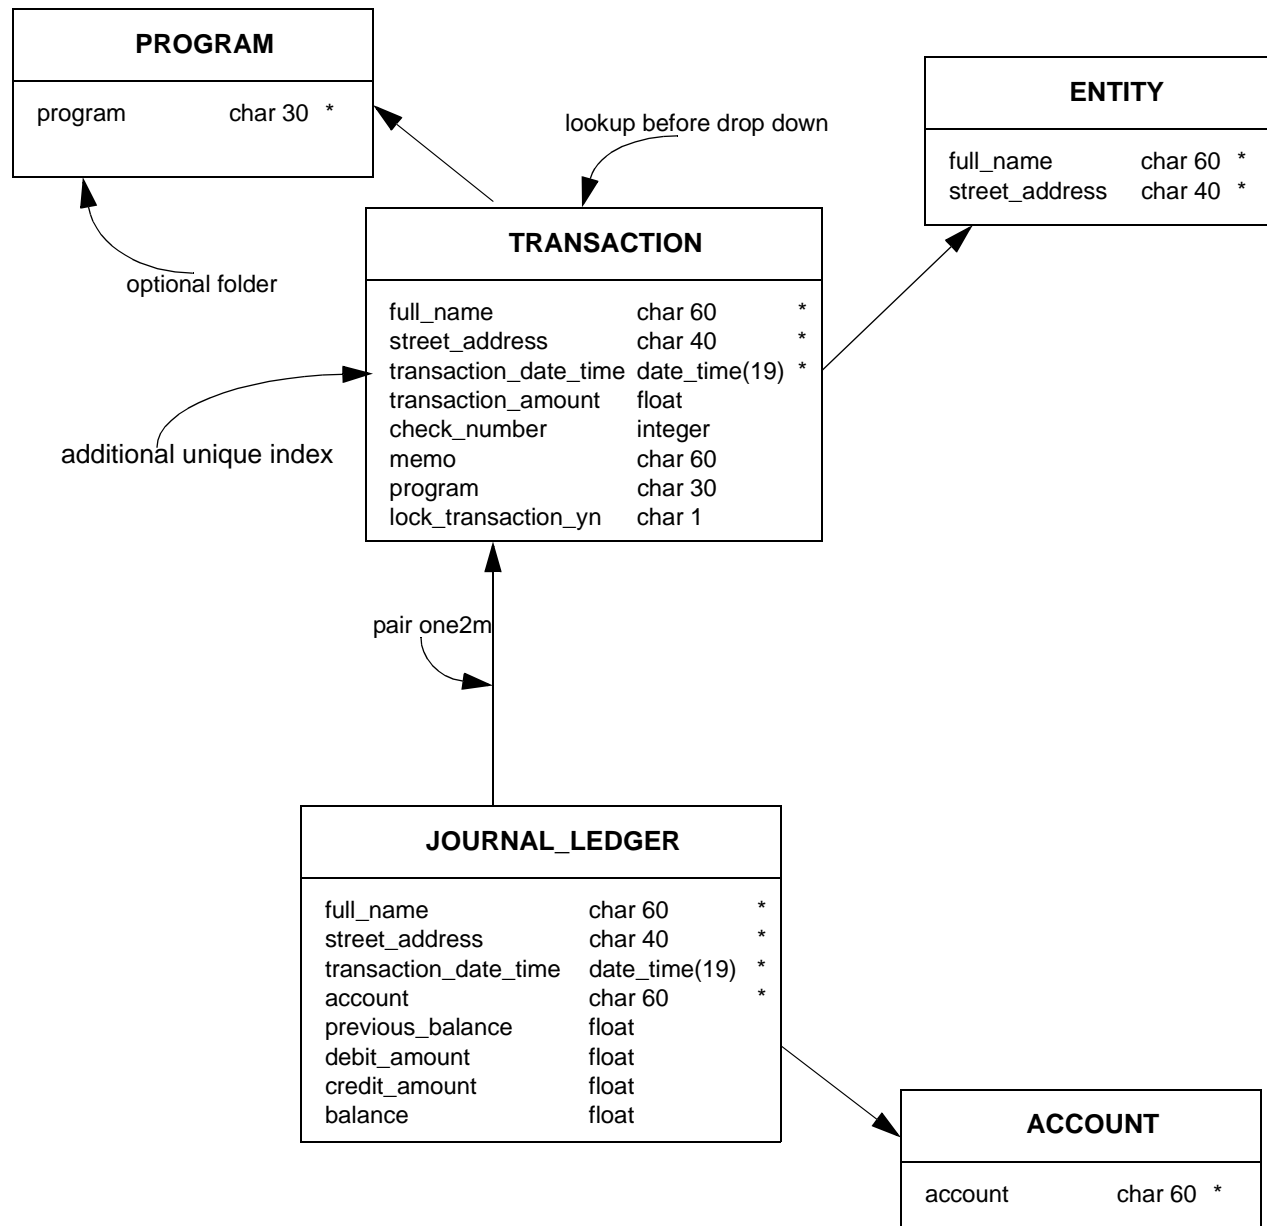 PROGRAM
program char 30 *
optional folder
lookup before drop down
ENTITY
full_name char 60 *
street_address char 40 *
TRANSACTION
full_name char 60 *
street_address char 40 *
transaction_date_time date_time(19) *
transaction_amount float
check_number integer
memo char 60
program char 30
lock_transaction_yn char 1
additional unique index
pair one2m
JOURNAL_LEDGER
full_name char 60 *
street_address char 40 *
transaction_date_time date_time(19) *
account char 60 *
previous_balance float
debit_amount float
credit_amount float
balance float
ACCOUNT
account char 60 *